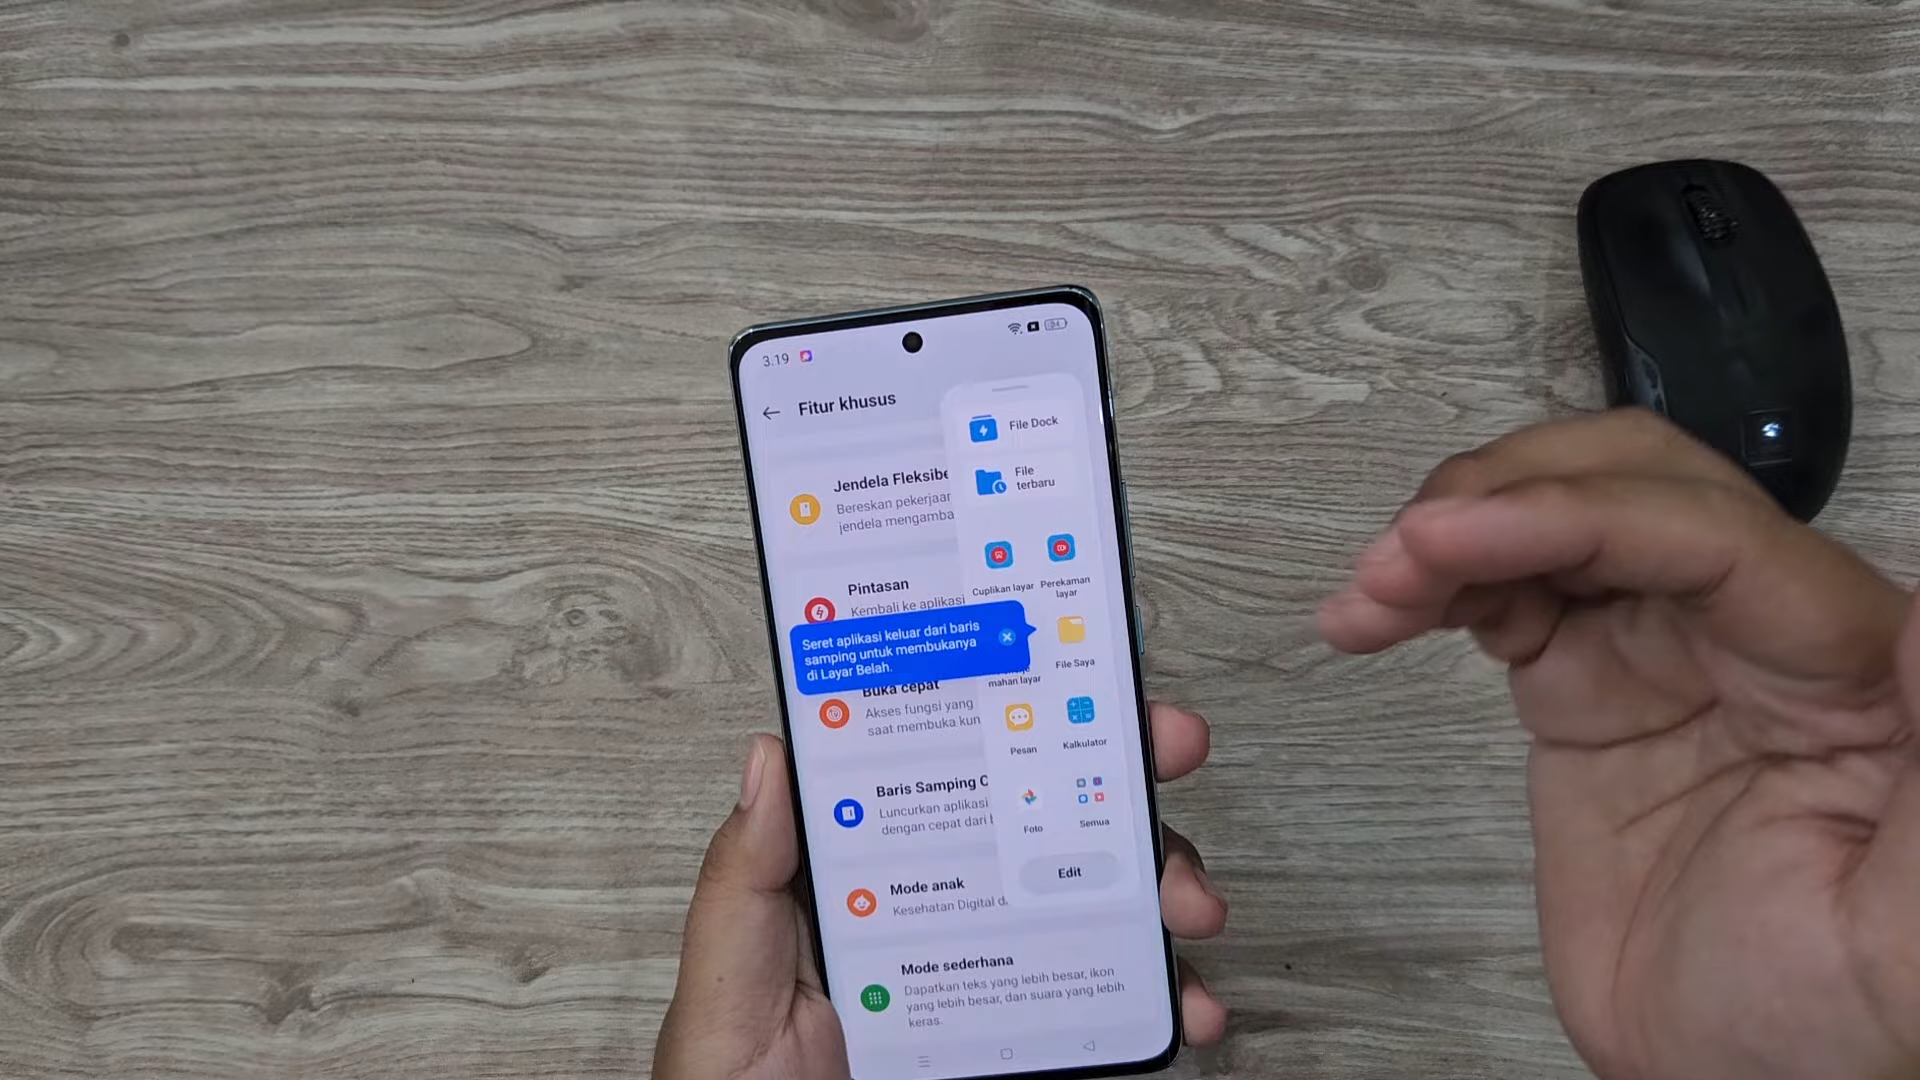 3.19
34
Fitur khusus
File Dock
File
terbaru
Jendela Fleksibe
Bereskan pekerjaar
jendela mengamba
Cuplikan layar
Perekaman
layar
Pintasan
Kembali ke aplikasi
Seret aplikasi keluar dari baris
samping untuk membukanya
di Layar Belah.
mahan layar
File Saya
Buka cepat
Akses fungsi yang
saat membuka kun
Pesan
Kalkulator
Baris Samping C
Luncurkan aplikasi
dengan cepat dari
Foto
Semua
Edit
Mode anak
Kesehatan Digital d
Mode sederhana
Dapatkan teks yang lebih besar, ikon
yang lebih besar, dan suara yang lebih
keras.